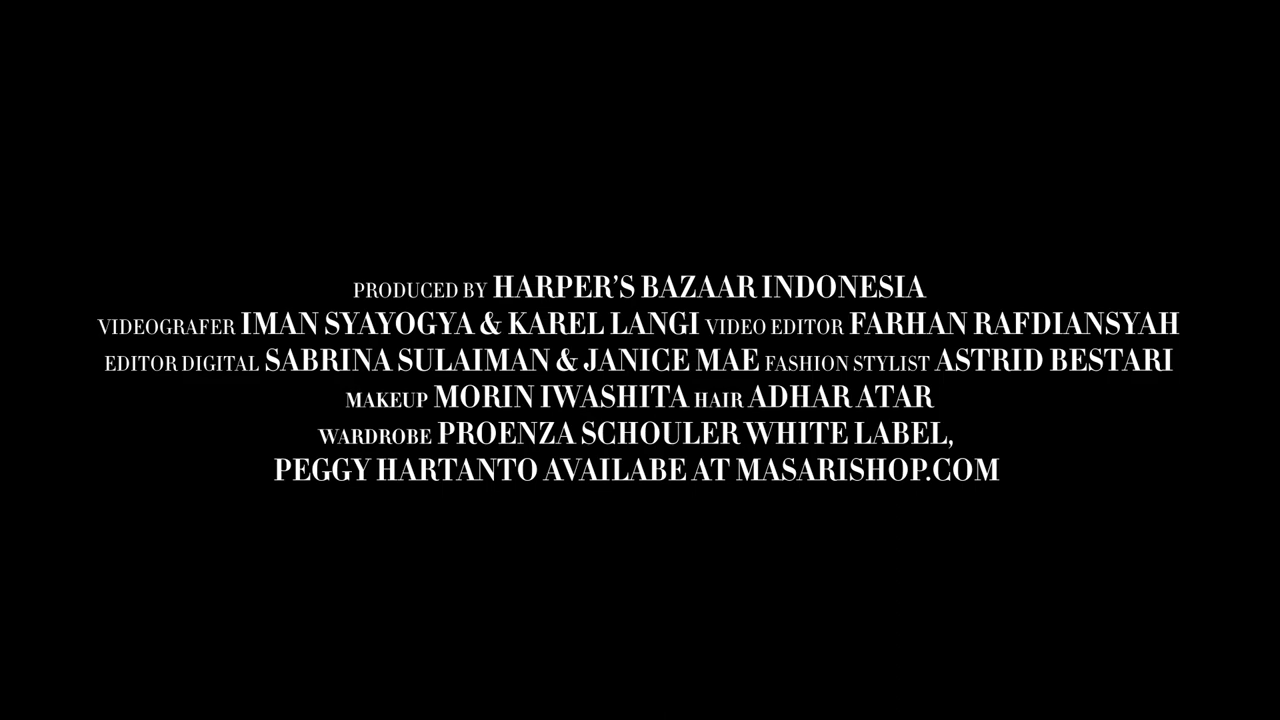 PRODUCED BY HARPER'S BAZAAR INDONESIA
VIDEOGRAFER IMAN SYAYOGYA & KAREL LANGI VIDEO EDITOR FARHAN RAFDIANSYAH
EDITOR DIGITAL SABRINA SULAIMAN & JANICE MAE FASHION STYLIST ASTRID BESTARI
MAKEUP MORIN IWASHITA HAIR ADHAR ATAR
WARDROBE PROENZA SCHOULER WHITE LABEL,
PEGGY HARTANTO AVAILABE AT MASARISHOP.COM